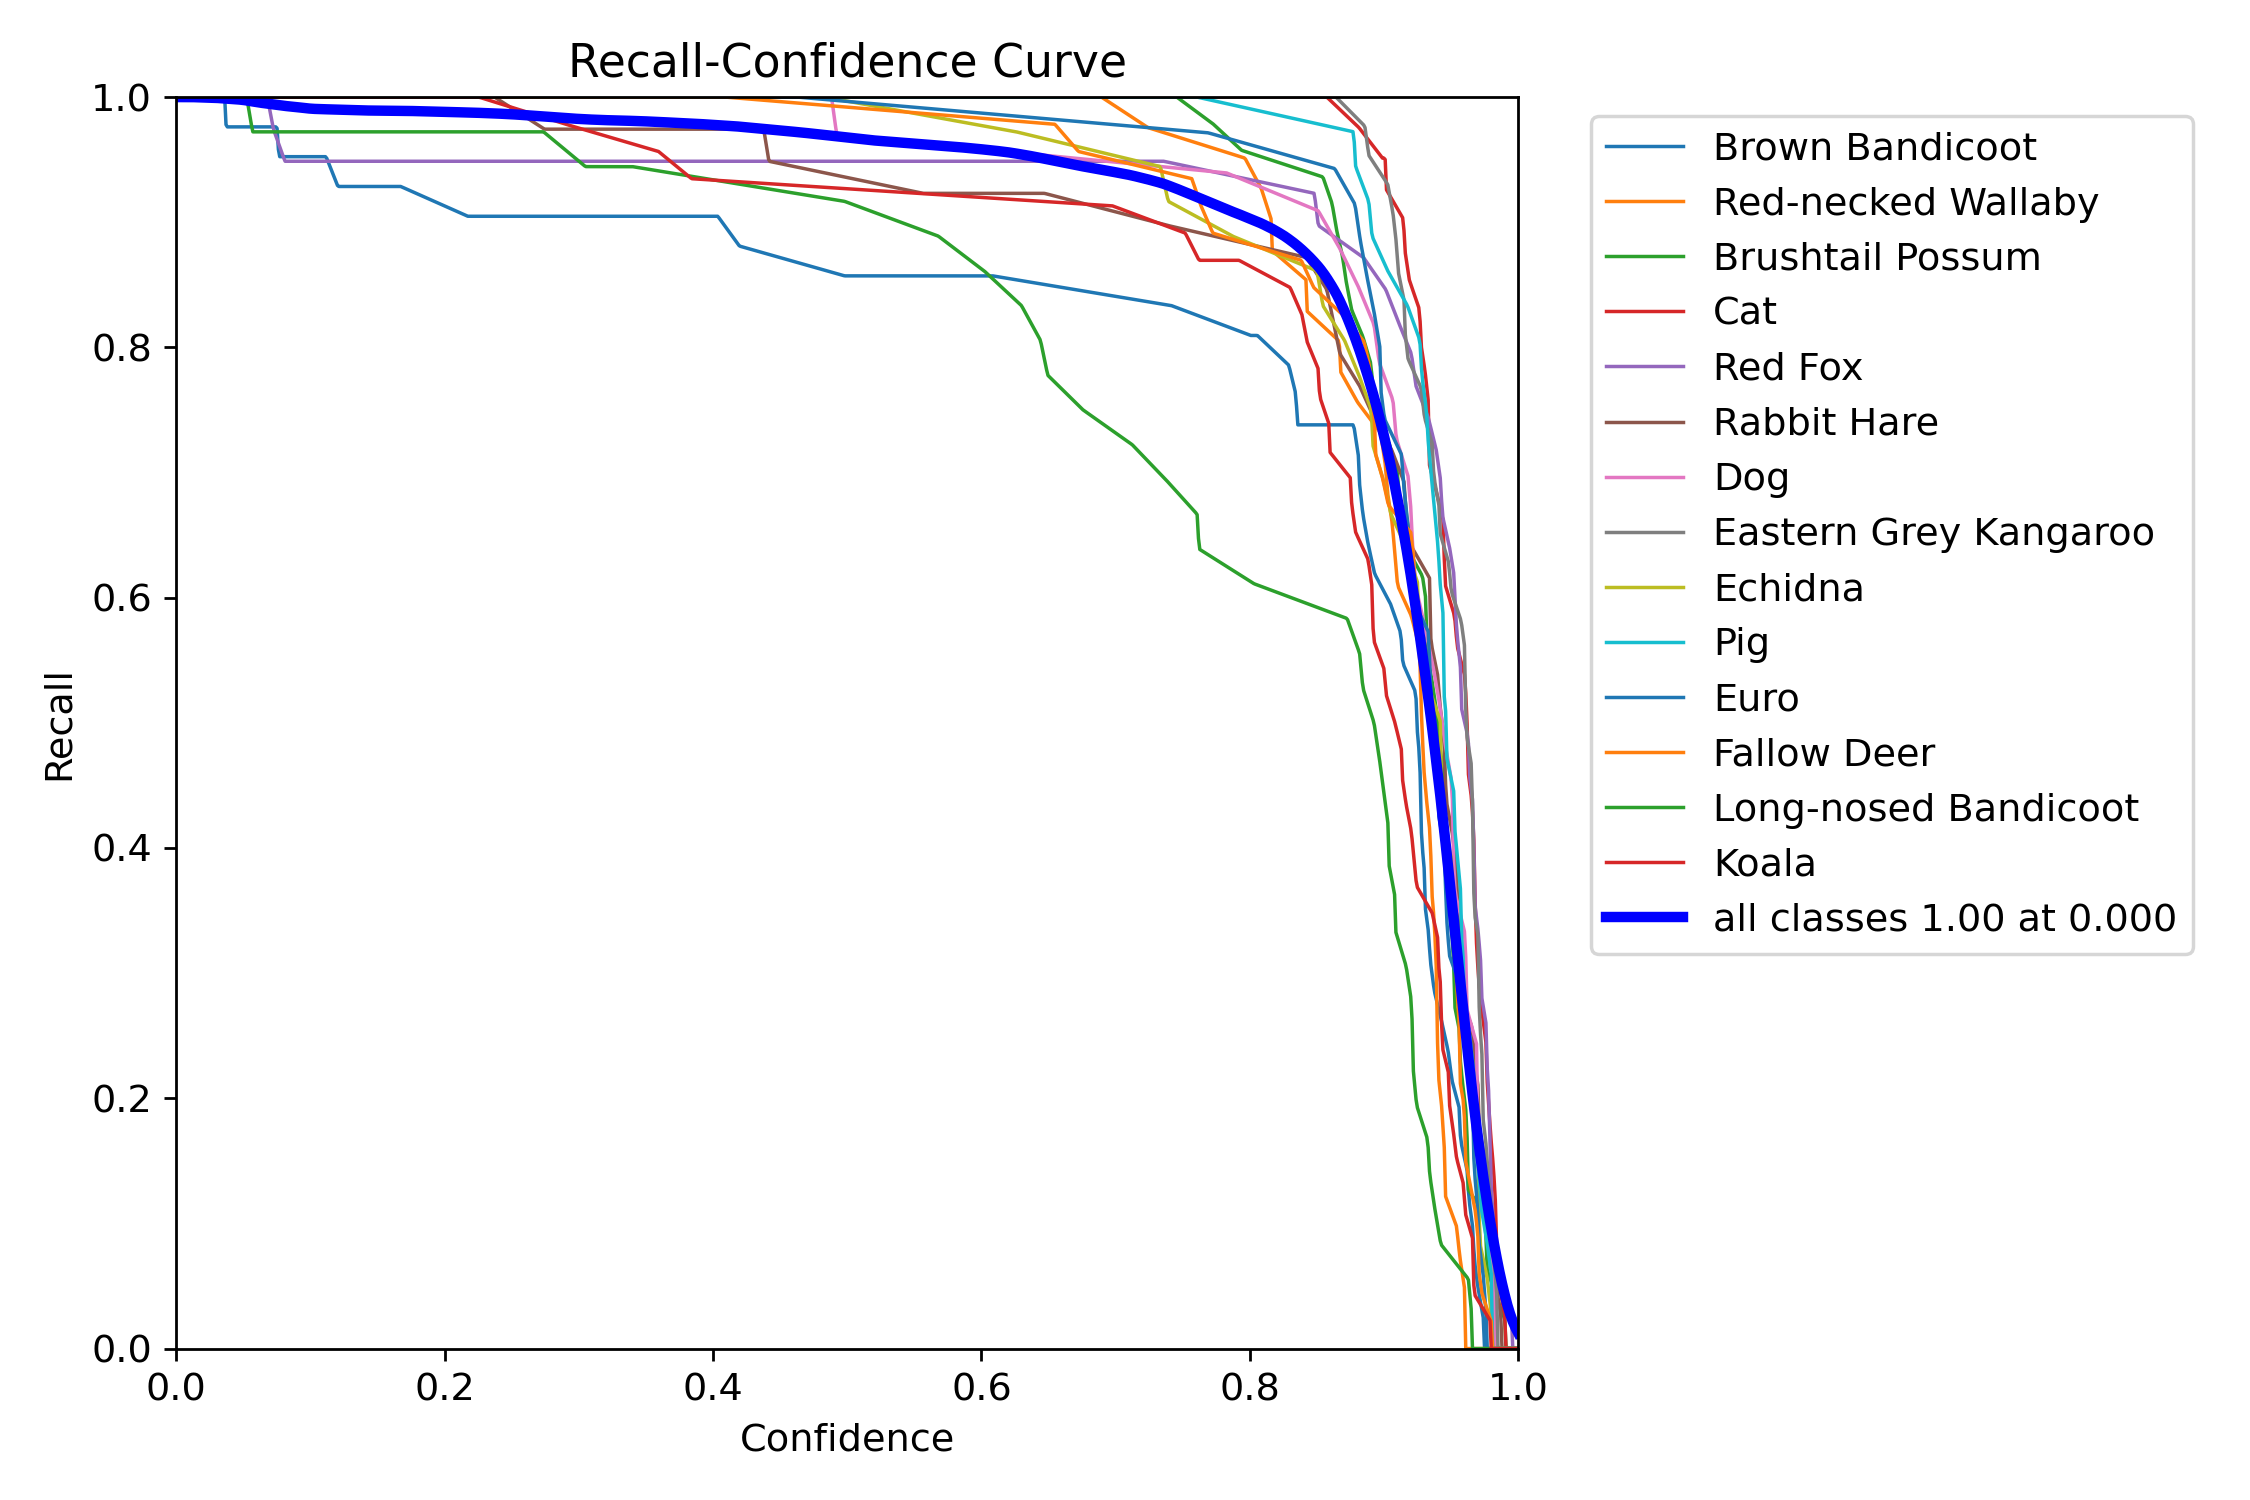 Recall-Confidence Curve
1.0
0.8
0.6
0.4
0.2
0.0
Recall
0.0 0.2 0.4 0.6 0.8 1.0
Confidence
Brown Bandicoot
Red-necked Wallaby
Brushtail Possum
Cat
Red Fox
Rabbit Hare
Dog
Eastern Grey Kangaroo
Echidna
Pig
Euro
Fallow Deer
Long-nosed Bandicoot
Koala
all classes 1.00 at 0.000